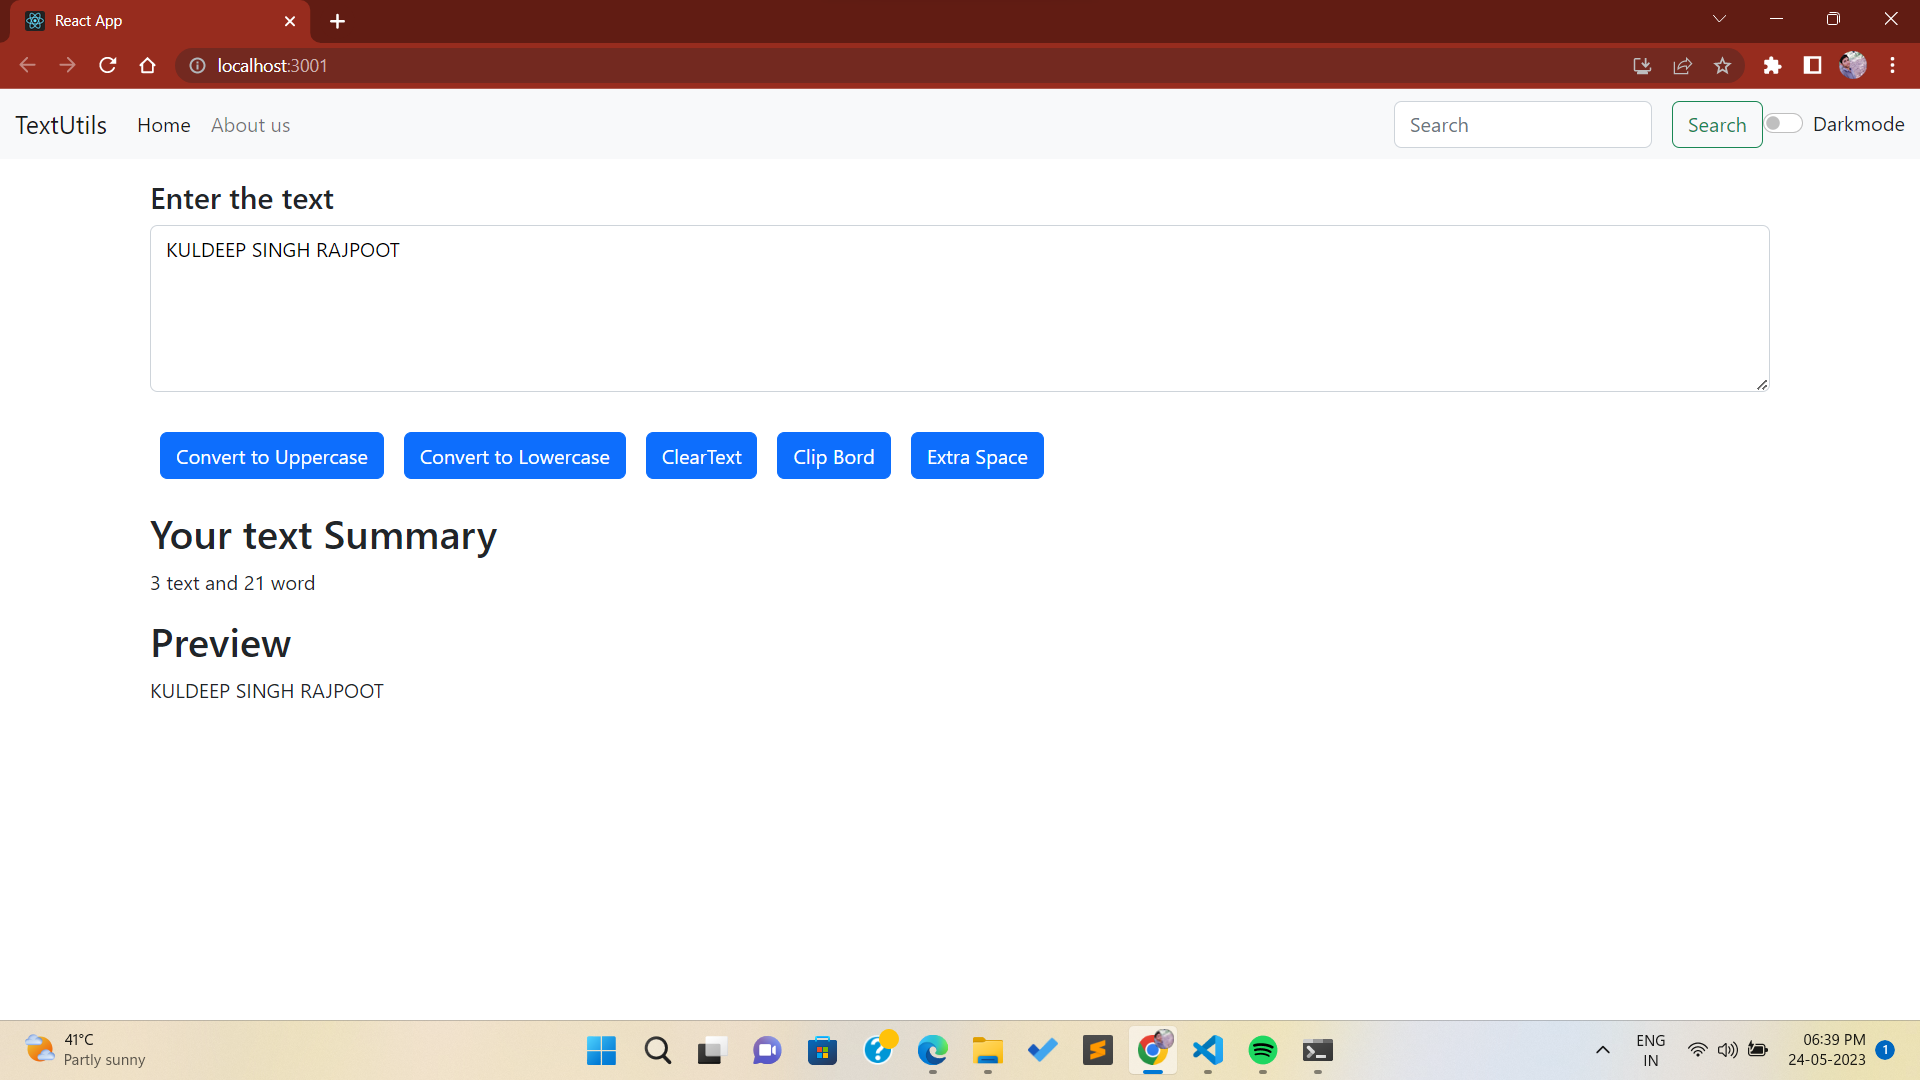 React App
localhost:3001
TextUtils Home About us Search Search Darkmode
Enter the text
KULDEEP SINGH RAJPOOT
Convert to Uppercase Convert to Lowercase ClearText Clip Bord Extra Space
Your text Summary
3 text and 21 word
Preview
KULDEEP SINGH RAJPOOT
41°C
Partly sunny
ENG
IN
06:39 PM
24-05-2023
1